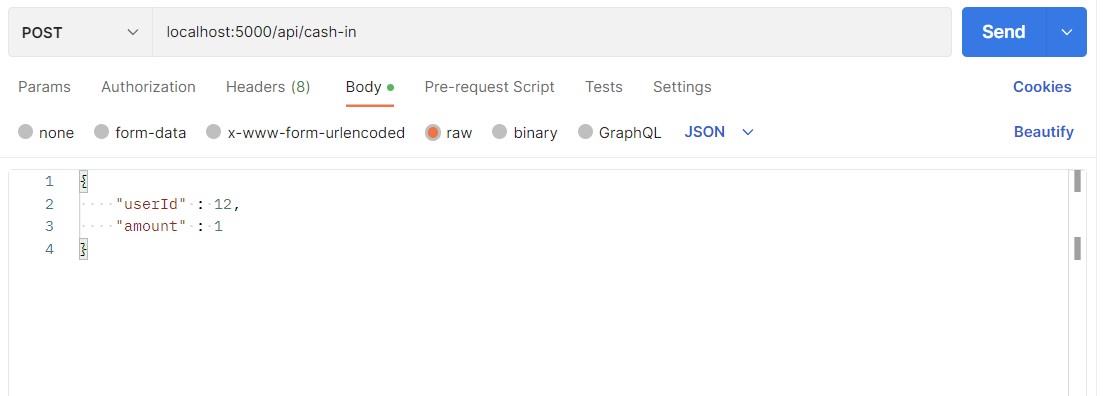 POST localhost:5000/api/cash-in Send
Params Authorization Headers (8) Body Pre-request Script Tests Settings Cookies
none form-data x-www-form-urlencoded raw binary GraphQL JSON Beautify
1 {
2 "userId" : 12,
3 "amount" : 1
4 }